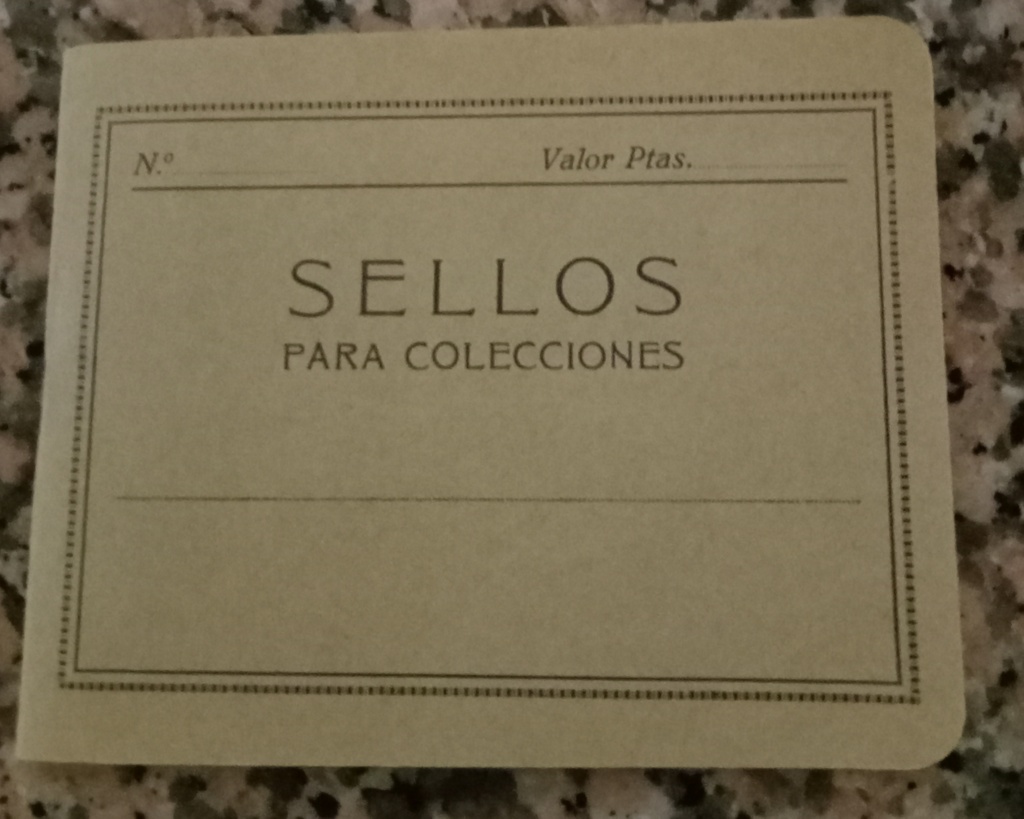 N.º Valor Ptas.
SELLOS
PARA COLECCIONES